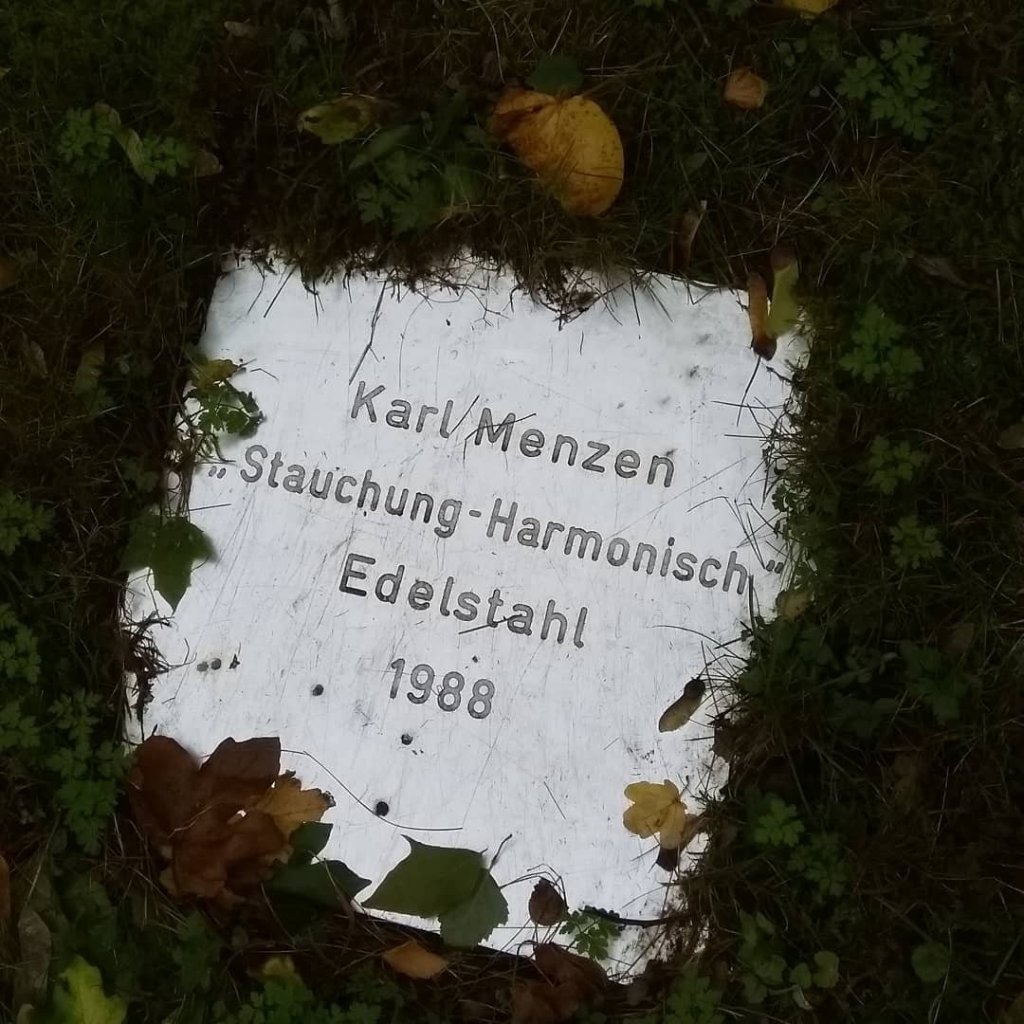 Karl Menzen
„Stauchung-Harmonisch"
Edelstahl
1988